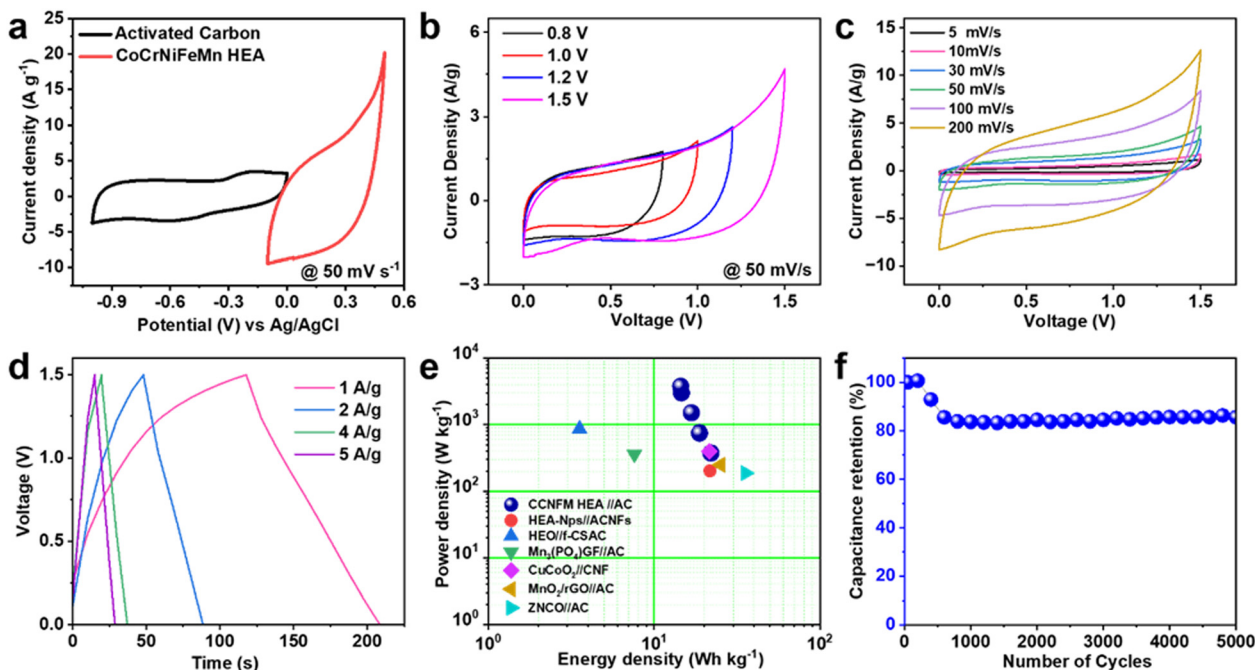 a
Activated Carbon
CoCrNiFeMn HEA
Current density (A g⁻¹)
25
20
15
10
5
0
-5
-10
@ 50 mV s⁻¹
-0.9 -0.6 -0.3 0.0 0.3 0.6
Potential (V) vs Ag/AgCl
b
0.8 V
1.0 V
1.2 V
1.5 V
Current Density (A/g)
6
3
0
−3
@ 50 mV/s
0.0 0.5 1.0 1.5
Voltage (V)
c
5 mV/s
10mV/s
30 mV/s
50 mV/s
100 mV/s
200 mV/s
Current Density (A/g)
15
10
5
0
−5
−10
0.0 0.5 1.0 1.5
Voltage (V)
d
1 A/g
2 A/g
4 A/g
5 A/g
Voltage (V)
1.5
1.0
0.5
0.0
0 50 100 150 200
Time (s)
e
Power density (W kg⁻¹)
10⁴
10³
10²
10¹
10⁰
CCNFM HEA //AC
HEA-Nps//ACNFs
HEO//f-CSAC
Mn₃(PO₄)GF//AC
CuCoO₂//CNF
MnO₂/rGO//AC
ZNCO//AC
10⁰ 10¹ 10²
Energy density (Wh kg⁻¹)
f
Capacitance retention (%)
100
80
60
40
20
0
0 1000 2000 3000 4000 5000
Number of Cycles